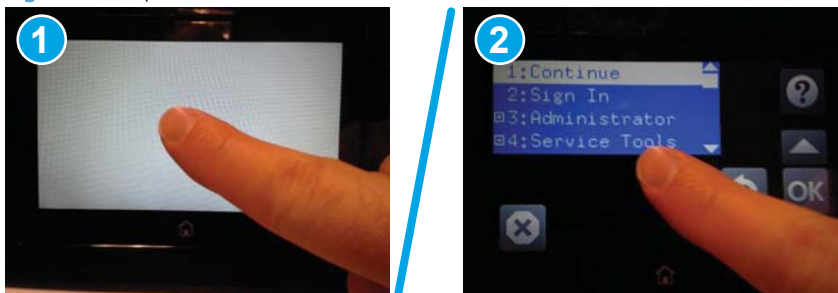 1
2
1:Continue
2:Sign In
3:Administrator
4:Service Tools
?
OK